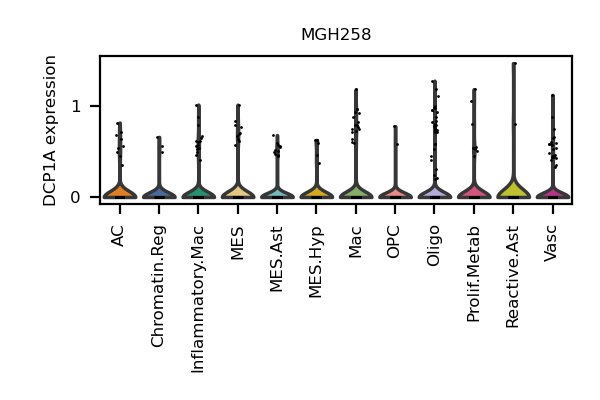 MGH258
DCP1A expression
1
0
AC
Chromatin.Reg
Inflammatory.Mac
MES
MES.Ast
MES.Hyp
Mac
OPC
Oligo
Prolif.Metab
Reactive.Ast
Vasc